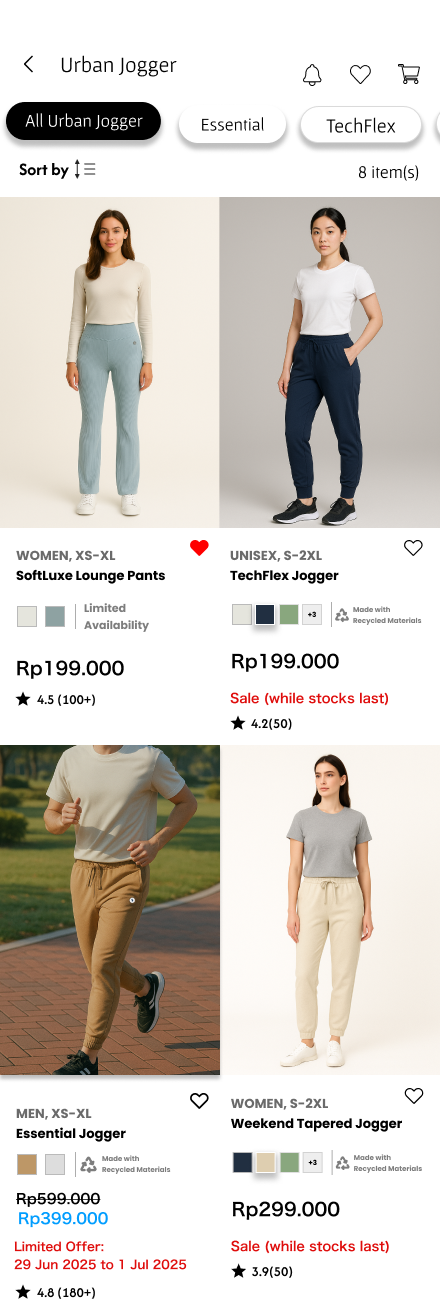 Urban Jogger
All Urban Jogger
Essential
TechFlex
Sort by
8 item(s)
WOMEN, XS-XL
SoftLuxe Lounge Pants
Limited
Availability
Rp199.000
4.5 (100+)
UNISEX, S-2XL
TechFlex Jogger
+3
Made with
Recycled Materials
Rp199.000
Sale (while stocks last)
4.2(50)
MEN, XS-XL
Essential Jogger
Made with
Recycled Materials
Rp599.000
Rp399.000
Limited Offer:
29 Jun 2025 to 1 Jul 2025
4.8 (180+)
WOMEN, S-2XL
Weekend Tapered Jogger
+3
Made with
Recycled Materials
Rp299.000
Sale (while stocks last)
3.9(50)